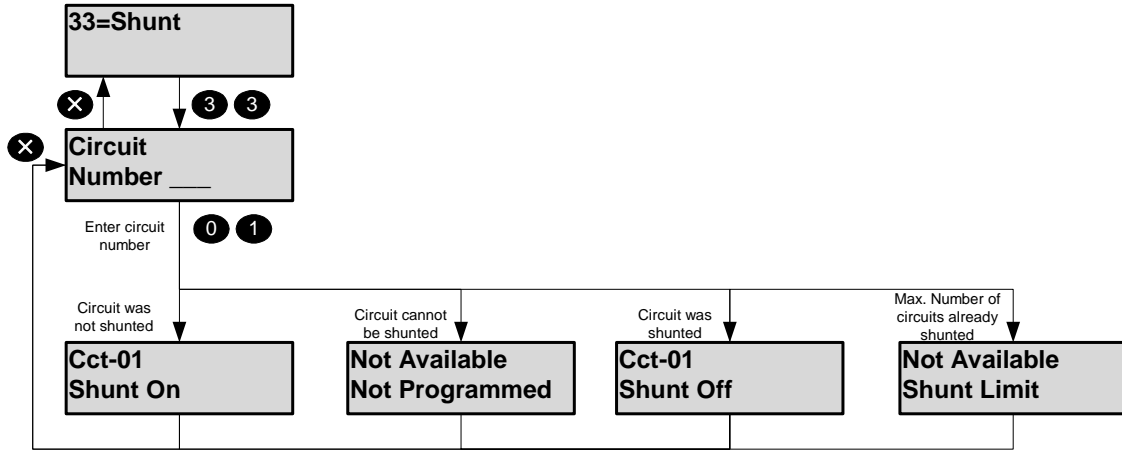 33=Shunt
3 3
Circuit
Number ___
Enter circuit
number
0 1
Circuit was
not shunted
Circuit cannot
be shunted
Circuit was
shunted
Max. Number of
circuits already
shunted
Cct-01
Shunt On
Not Available
Not Programmed
Cct-01
Shunt Off
Not Available
Shunt Limit